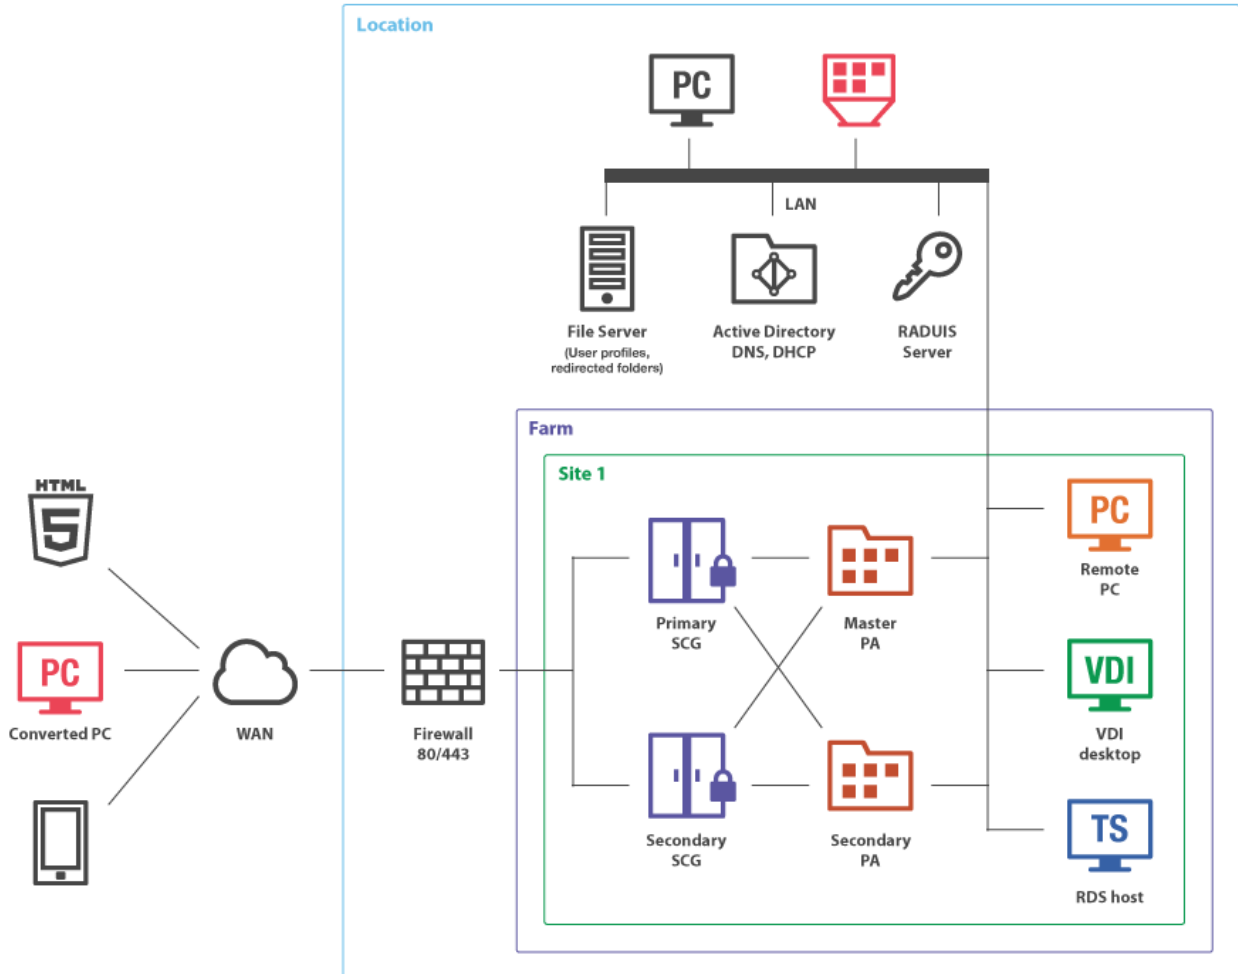 Location
PC
LAN
File Server
(User profiles,
redirected folders)
Active Directory
DNS, DHCP
RADUIS
Server
Farm
Site 1
HTML
5
PC
Converted PC
WAN
Firewall
80/443
Primary
SCG
Master
PA
Secondary
SCG
Secondary
PA
PC
Remote
PC
VDI
VDI
desktop
TS
RDS host